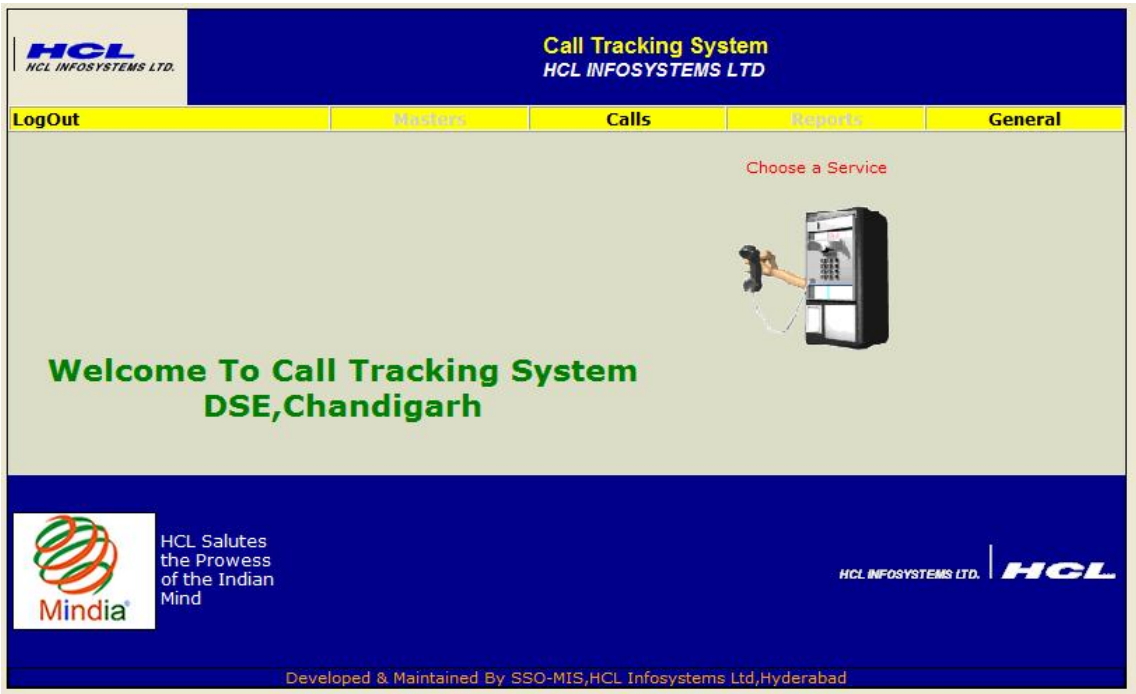 HCL
HCL INFOSYSTEMS LTD.
Call Tracking System
HCL INFOSYSTEMS LTD
LogOut Masters Calls Reports General
Choose a Service
Welcome To Call Tracking System
DSE,Chandigarh
Mindia
HCL Salutes
the Prowess
of the Indian
Mind
HCL INFOSYSTEMS LTD. HCL
Developed & Maintained By SSO-MIS,HCL Infosystems Ltd,Hyderabad